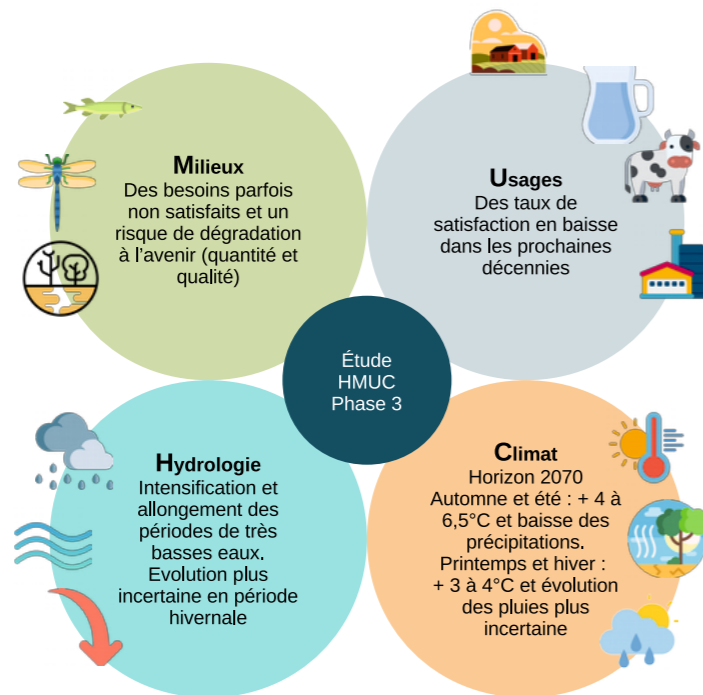 Milieux
Des besoins parfois
non satisfaits et un
risque de dégradation
à l'avenir (quantité et
qualité)
Usages
Des taux de
satisfaction en baisse
dans les prochaines
décennies
Étude
HMUC
Phase 3
Hydrologie
Intensification et
allongement des
périodes de très
basses eaux.
Evolution plus
incertaine en période
hivernale
Climat
Horizon 2070
Automne et été : + 4 à
6,5°C et baisse des
précipitations.
Printemps et hiver :
+ 3 à 4°C et évolution
des pluies plus
incertaine